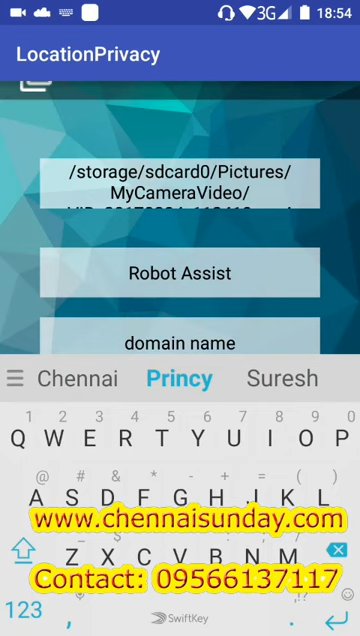 3G 18:54
LocationPrivacy
/storage/sdcard0/Pictures/
MyCameraVideo/
Robot Assist
domain name
Chennai Princy Suresh
1 2 3 4 5 6 7 8 9 0
Q W E R T Y U I O P
@ # & * - + = ( )
A S D F G H J K L
www.chennaisunday.com
Z X C V B N M
Contact: 09566137117
123 , SwiftKey .